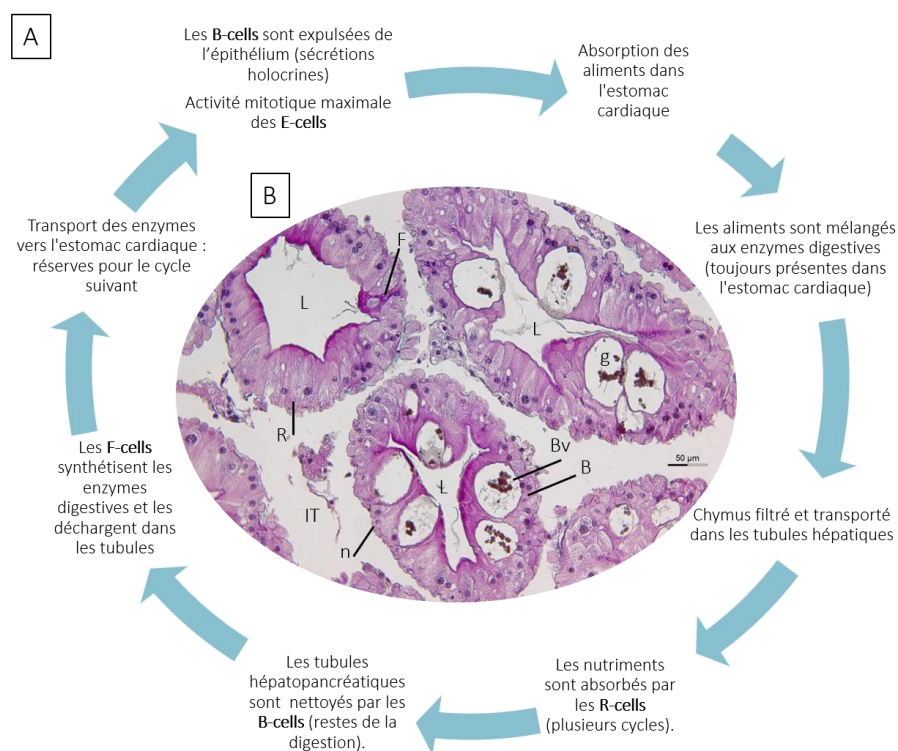 A
Les B-cells sont expulsées de
l’épithélium (sécrétions
holocrines)
Activité mitotique maximale
des E-cells
Absorption des
aliments dans
l'estomac
cardiaque
Les aliments sont mélangés
aux enzymes digestives
(toujours présentes dans
l'estomac cardiaque)
Chymus filtré et transporté
dans les tubules hépatiques
Les nutriments
sont absorbés par
les R-cells
(plusieurs cycles).
Les tubules
hépatopancréatiques
sont nettoyés par les
B-cells (restes de la
digestion).
Les F-cells
synthétisent les
enzymes
digestives et les
déchargent dans
les tubules
Transport des enzymes
vers l'estomac cardiaque :
réserves pour le cycle
suivant
B
F
L
L
g
R
Bv
B
L
50 µm
IT
n